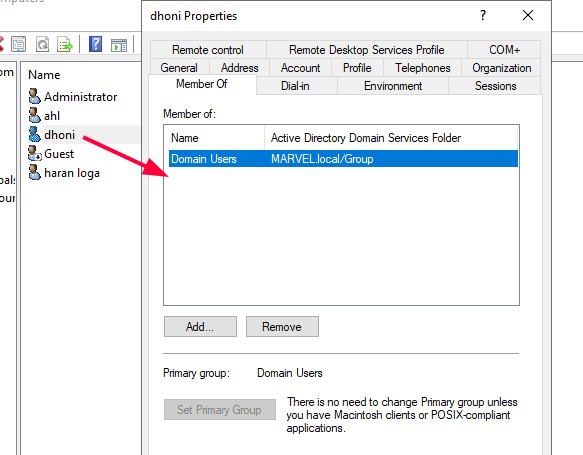 dhoni Properties
?
Remote control Remote Desktop Services Profile COM+
General Address Account Profile Telephones Organization
Member Of Dial-in Environment Sessions
Member of:
Name Active Directory Domain Services Folder
Domain Users MARVEL.local/Group
Add... Remove
Primary group: Domain Users
Set Primary Group
There is no need to change Primary group unless
you have Macintosh clients or POSIX-compliant
applications.
Name
Administrator
ahl
dhoni
Guest
haran loga